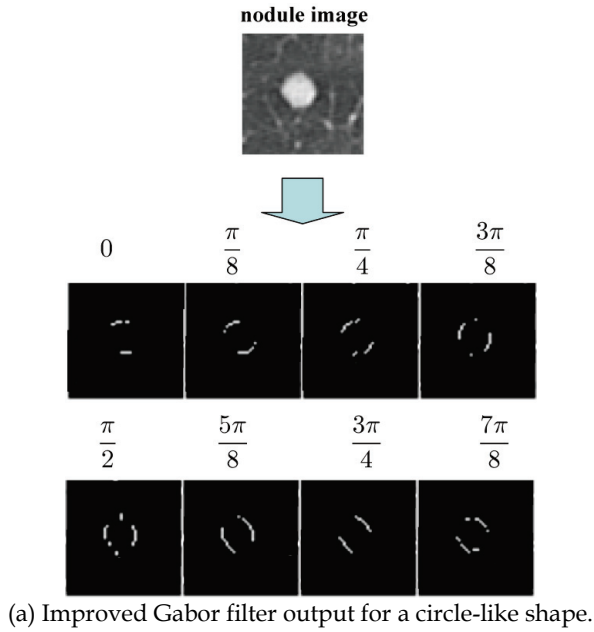 nodule image
0 π/8 π/4 3π/8
π/2 5π/8 3π/4 7π/8
(a) Improved Gabor filter output for a circle-like shape.